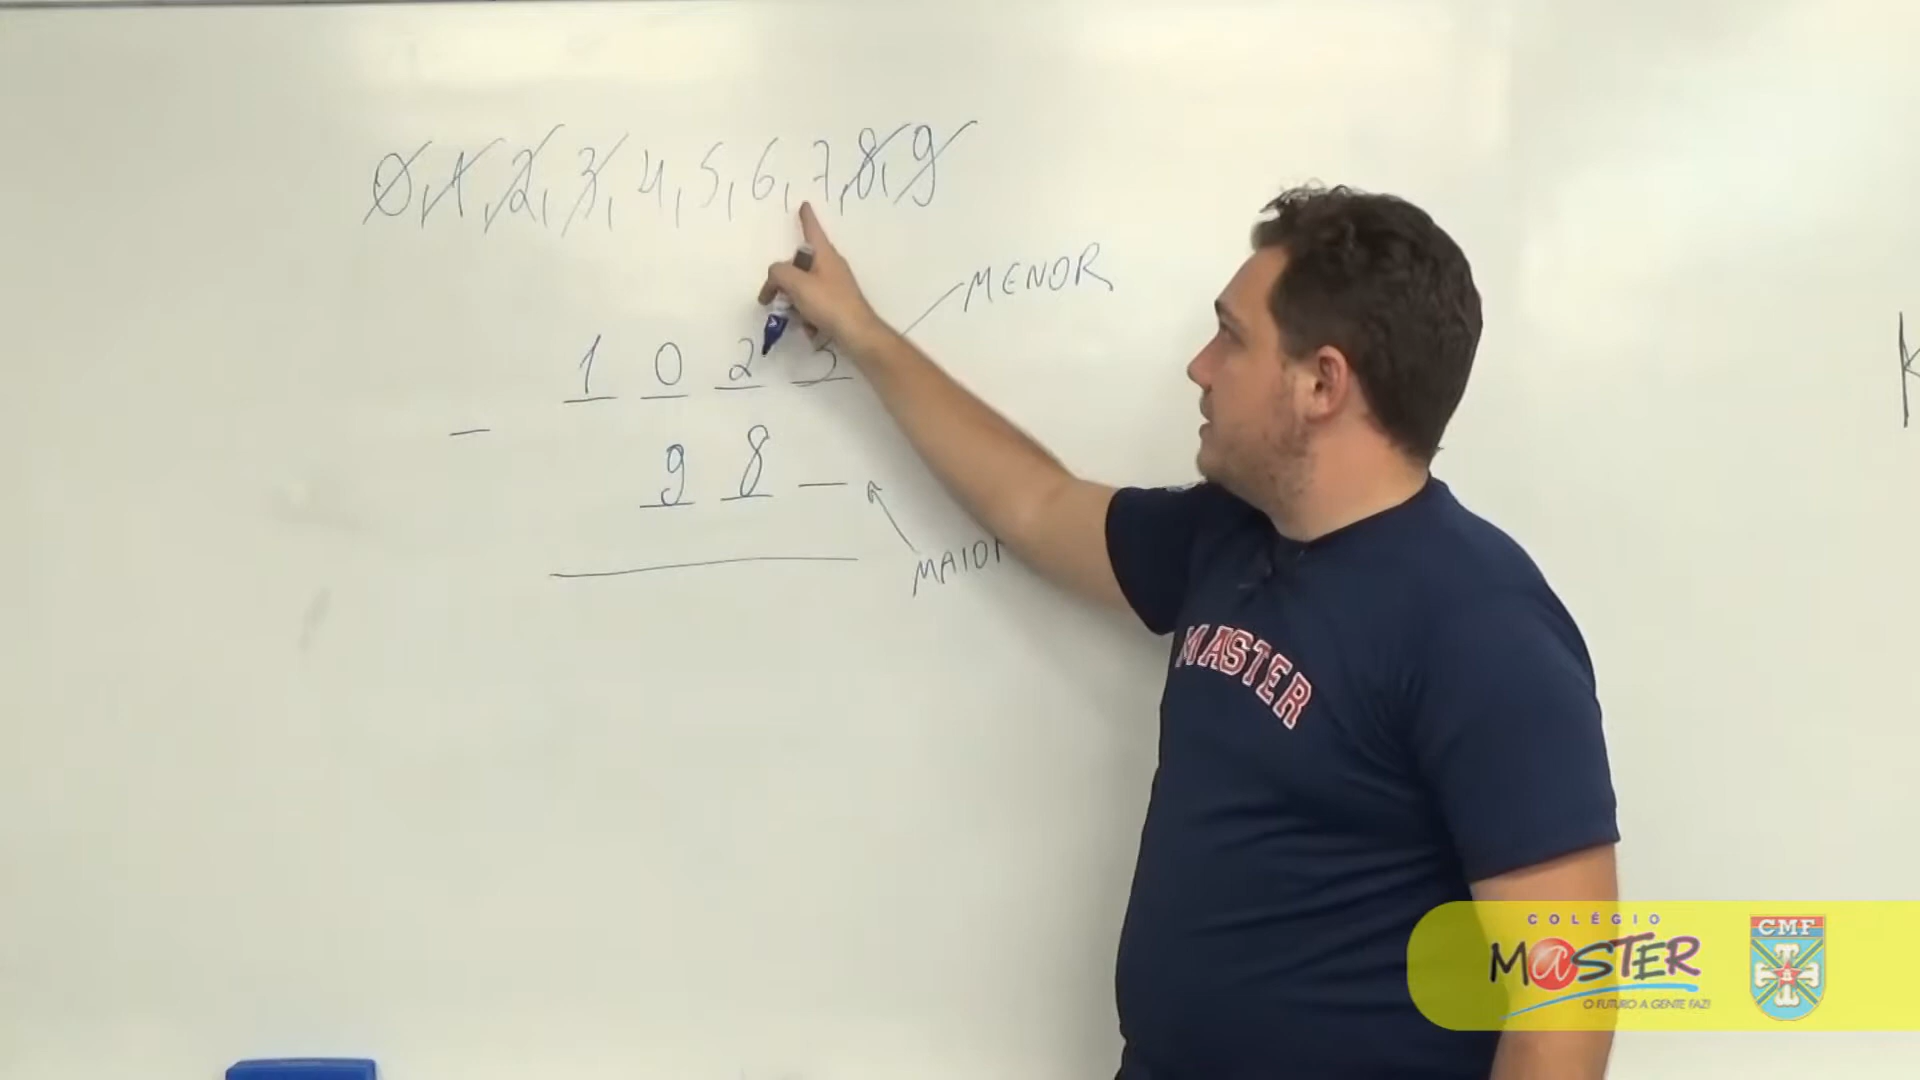 0, 1, 2, 3, 4, 5, 6, 7, 8, 9
MENOR
1 0 2 3
- 9 8 _
MAIOR
MASTER
COLÉGIO
M@STER
O FUTURO A GENTE FAZ!
CMF
K